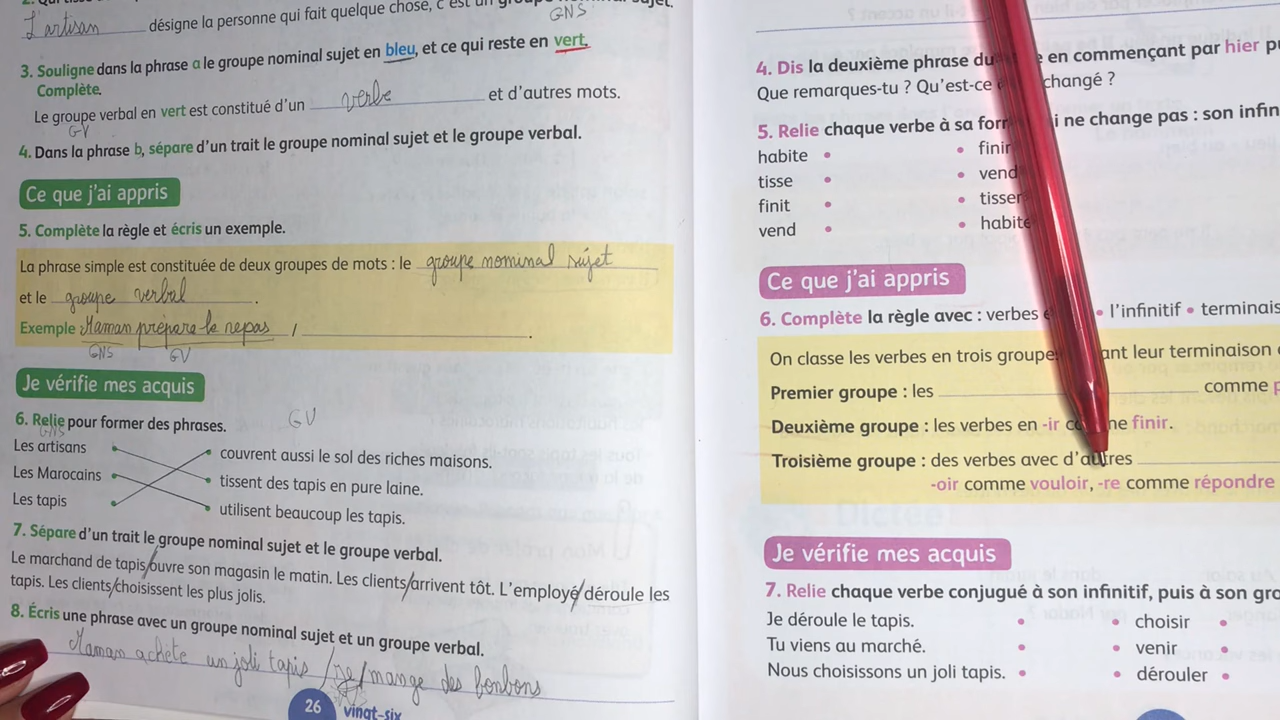 L'artisan désigne la personne qui fait quelque chose, c'est un groupe nominal sujet.
GNS
3. Souligne dans la phrase a le groupe nominal sujet en bleu, et ce qui reste en vert.
Complète.
Le groupe verbal en vert est constitué d'un verbe et d'autres mots.
GV
4. Dans la phrase b, sépare d'un trait le groupe nominal sujet et le groupe verbal.
Ce que j'ai appris
5. Complète la règle et écris un exemple.
La phrase simple est constituée de deux groupes de mots : le groupe nominal sujet
et le groupe verbal.
Exemple Maman prépare le repas / .
GNS GV
Je vérifie mes acquis
6. Relie pour former des phrases.
GNS GV
Les artisans couvrent aussi le sol des riches maisons.
Les Marocains tissent des tapis en pure laine.
Les tapis utilisent beaucoup les tapis.
7. Sépare d'un trait le groupe nominal sujet et le groupe verbal.
Le marchand de tapis/ouvre son magasin le matin. Les clients/arrivent tôt. L'employé/déroule les
tapis. Les clients/choisissent les plus jolis.
8. Écris une phrase avec un groupe nominal sujet et un groupe verbal.
Maman achète un joli tapis / /mange des bonbons
26 vingt-six
4. Dis la deuxième phrase en commençant par hier
Que remarques-tu ? Qu'est-ce changé ?
5. Relie chaque verbe à sa ne change pas : son
habite • • finir
tisse • • vend
finit • • tisser
vend • • habite
Ce que j'ai appris
6. Complète la règle avec : verbes • l'infinitif •
On classe les verbes en trois leur terminaison
Premier groupe : les comme
Deuxième groupe : les verbes en -ir finir.
Troisième groupe : des verbes avec d'autres
-oir comme vouloir, -re comme répondre
Je vérifie mes acquis
7. Relie chaque verbe conjugué à son infinitif, puis à son
Je déroule le tapis. • • choisir •
Tu viens au marché. • • venir •
Nous choisissons un joli tapis. • • dérouler •